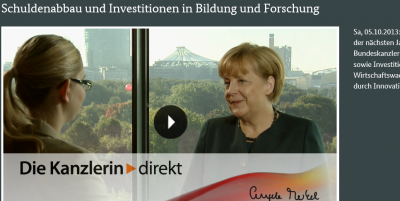 Schuldenabbau und Investitionen in Bildung und Forschung
Sa, 05.10.2013:
der nächsten
Bundeskanzler
sowie Investiti
Wirtschaftswac
durch Innovati
Die Kanzlerin direkt
Angela Merkel